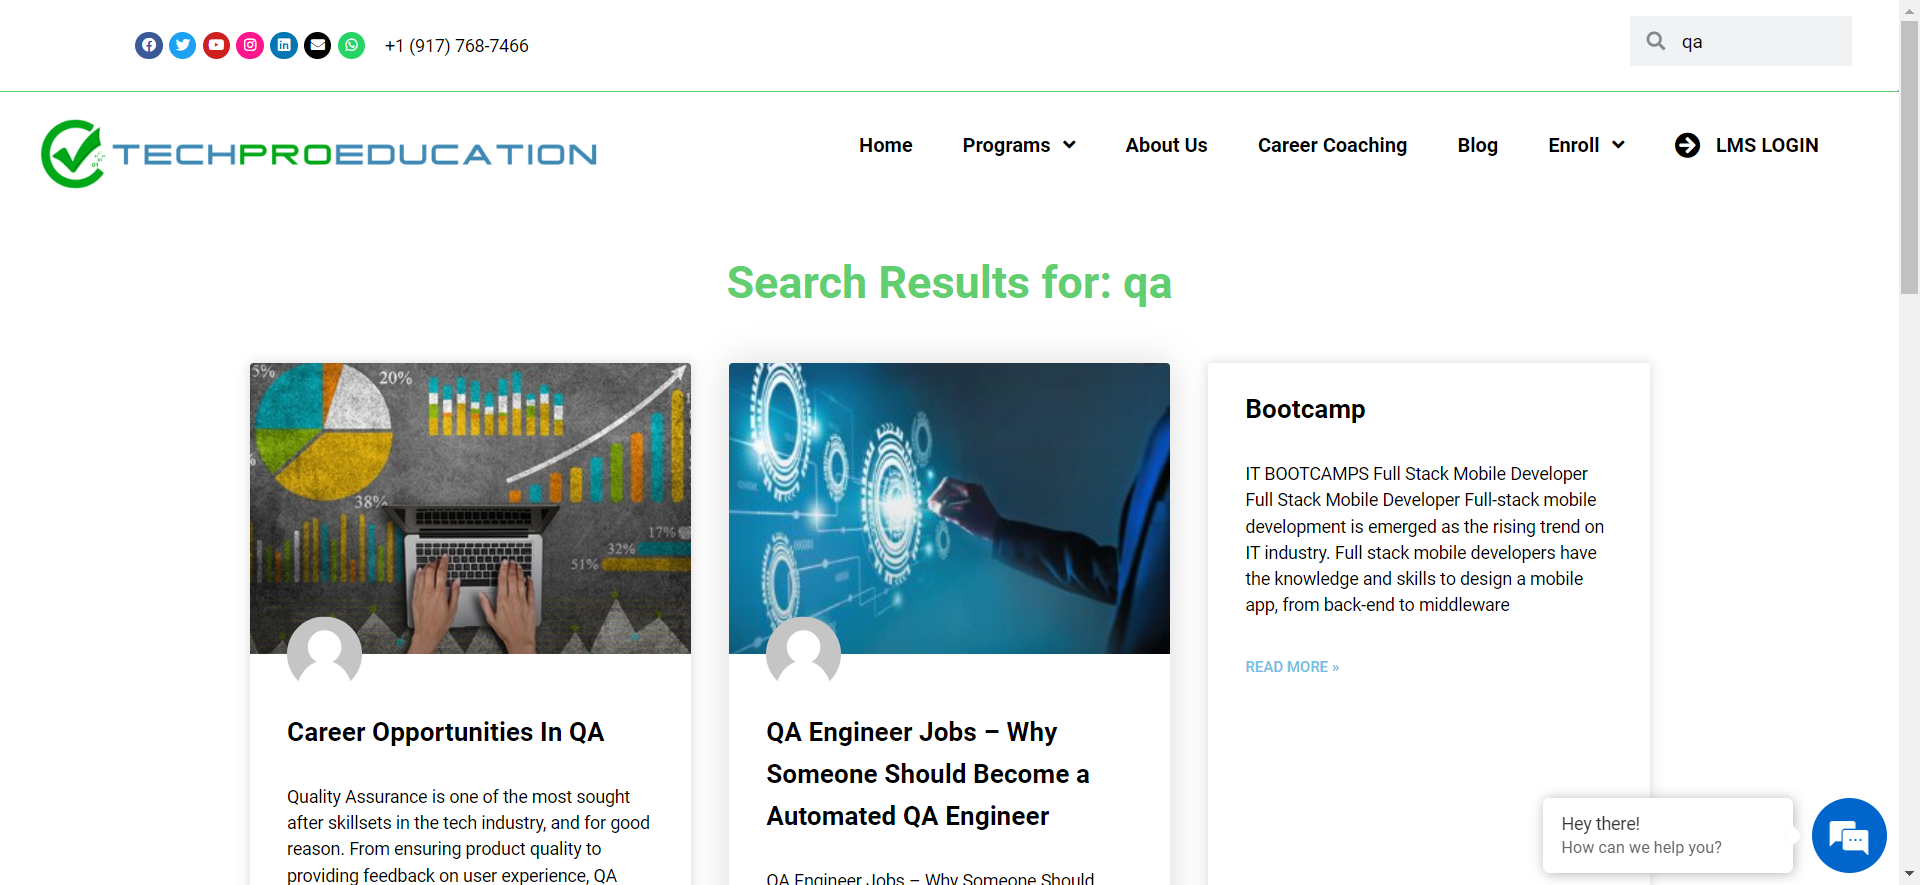 +1 (917) 768-7466
qa
TECHPROEDUCATION
Home
Programs
About Us
Career Coaching
Blog
Enroll
LMS LOGIN
Search Results for: qa
5%
20%
38%
17%
32%
51%
Career Opportunities In QA
Quality Assurance is one of the most sought
after skillsets in the tech industry, and for good
reason. From ensuring product quality to
providing feedback on user experience, QA
QA Engineer Jobs – Why
Someone Should Become a
Automated QA Engineer
QA Engineer Jobs – Why Someone Should
Bootcamp
IT BOOTCAMPS Full Stack Mobile Developer
Full Stack Mobile Developer Full-stack mobile
development is emerged as the rising trend on
IT industry. Full stack mobile developers have
the knowledge and skills to design a mobile
app, from back-end to middleware
READ MORE »
Hey there!
How can we help you?